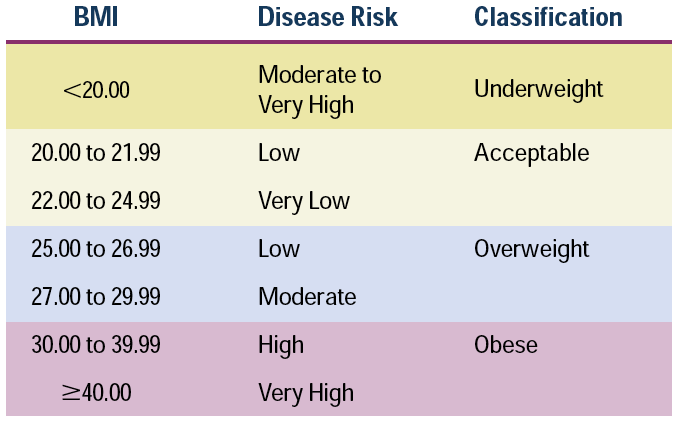 BMI Disease Risk Classification
<20.00 Moderate to Very High Underweight
20.00 to 21.99 Low Acceptable
22.00 to 24.99 Very Low
25.00 to 26.99 Low Overweight
27.00 to 29.99 Moderate
30.00 to 39.99 High Obese
≥40.00 Very High